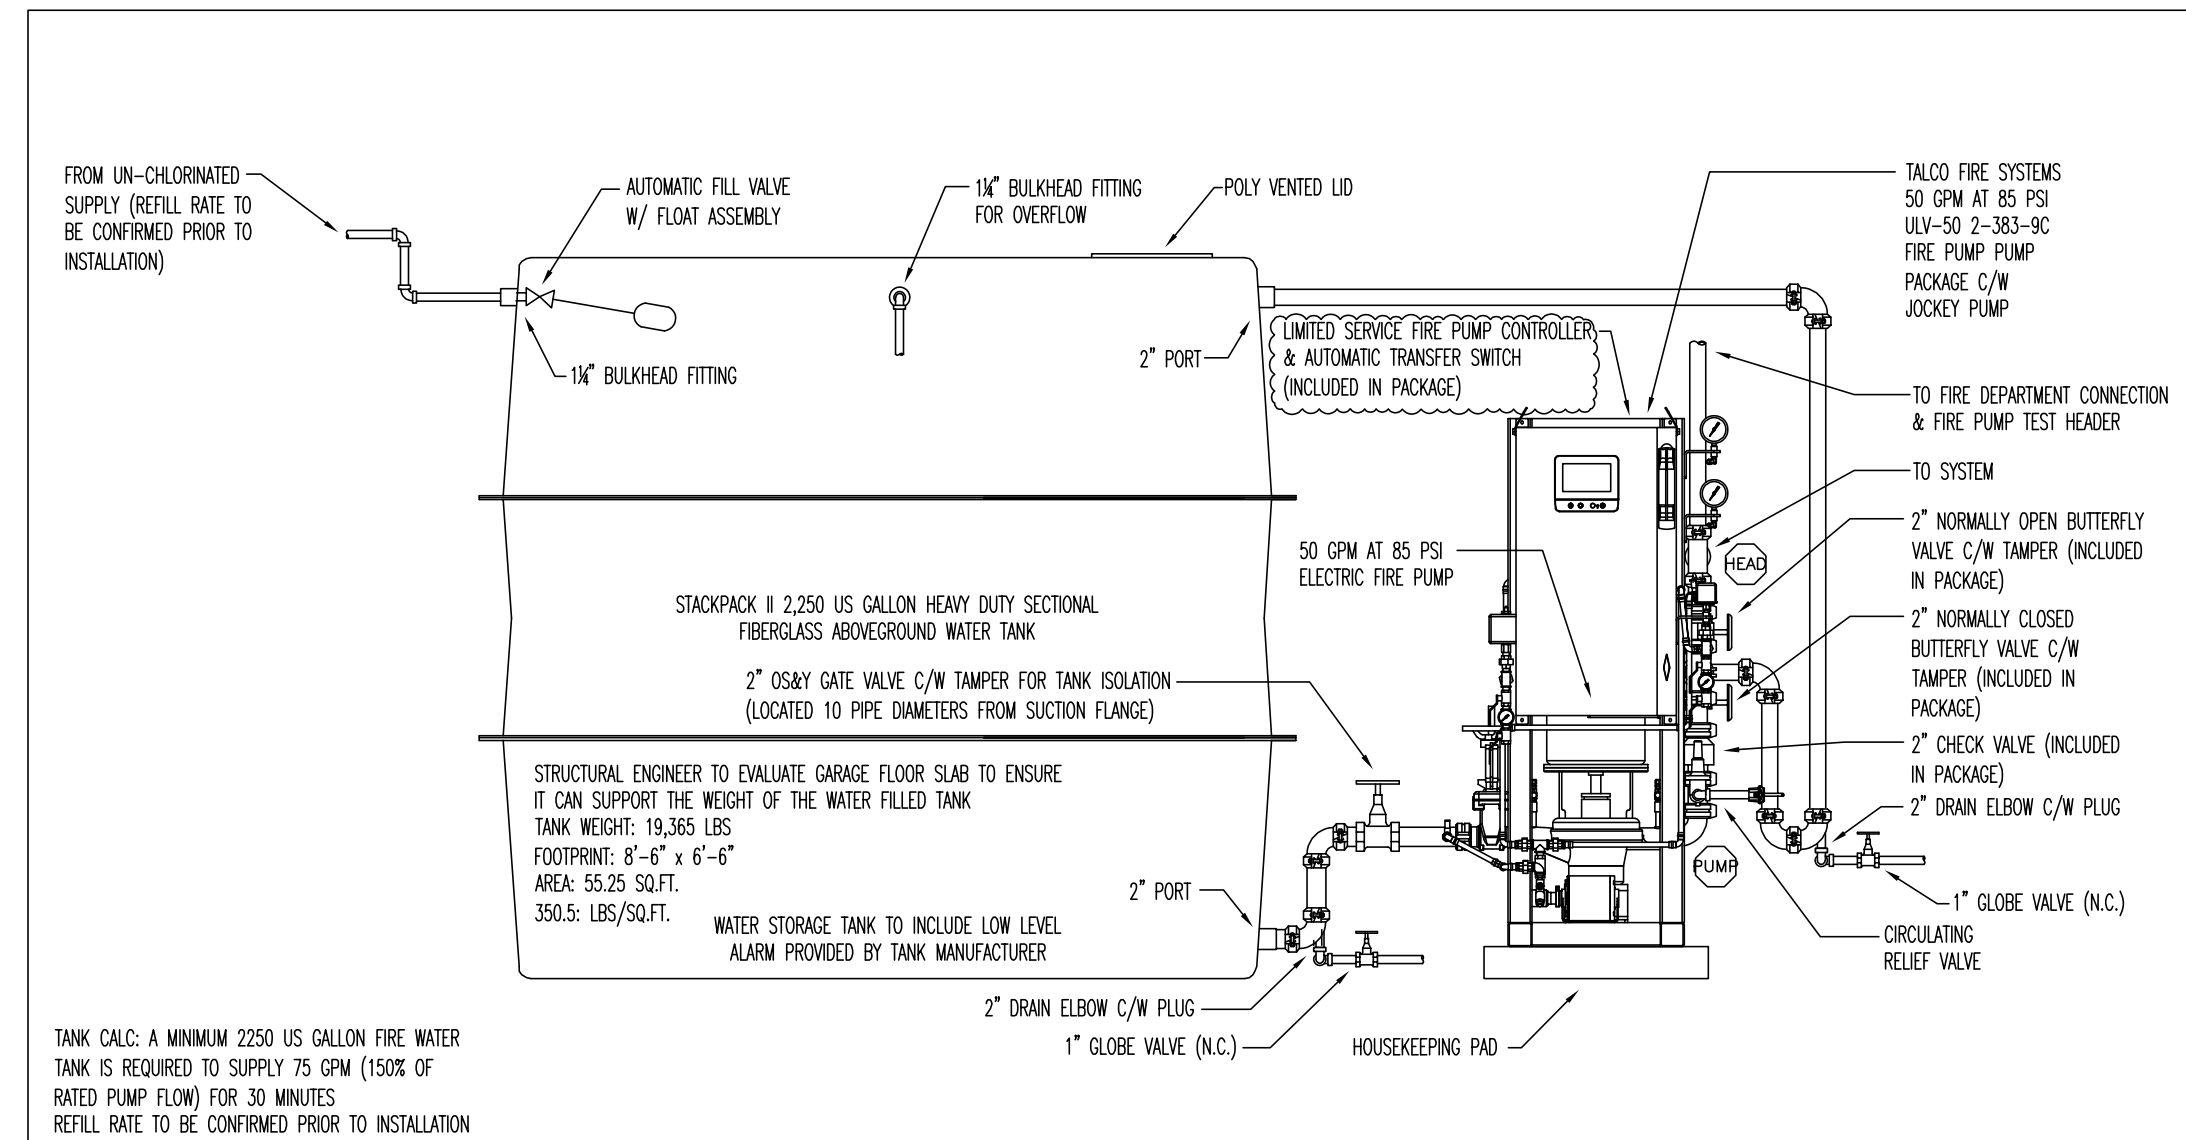 FROM UN-CHLORINATED
SUPPLY (REFILL RATE TO
BE CONFIRMED PRIOR TO
INSTALLATION)
AUTOMATIC FILL VALVE
W/ FLOAT ASSEMBLY
1¼" BULKHEAD FITTING
FOR OVERFLOW
POLY VENTED LID
TALCO FIRE SYSTEMS
50 GPM AT 85 PSI
ULV-50 2-383-9C
FIRE PUMP PUMP
PACKAGE C/W
JOCKEY PUMP
1¼" BULKHEAD FITTING
2" PORT
LIMITED SERVICE FIRE PUMP CONTROLLER
& AUTOMATIC TRANSFER SWITCH
(INCLUDED IN PACKAGE)
TO FIRE DEPARTMENT CONNECTION
& FIRE PUMP TEST HEADER
TO SYSTEM
2" NORMALLY OPEN BUTTERFLY
VALVE C/W TAMPER (INCLUDED
IN PACKAGE)
HEAD
50 GPM AT 85 PSI
ELECTRIC FIRE PUMP
2" NORMALLY CLOSED
BUTTERFLY VALVE C/W
TAMPER (INCLUDED IN
PACKAGE)
STACKPACK II 2,250 US GALLON HEAVY DUTY SECTIONAL
FIBERGLASS ABOVEGROUND WATER TANK
2" OS&Y GATE VALVE C/W TAMPER FOR TANK ISOLATION
(LOCATED 10 PIPE DIAMETERS FROM SUCTION FLANGE)
2" CHECK VALVE (INCLUDED
IN PACKAGE)
STRUCTURAL ENGINEER TO EVALUATE GARAGE FLOOR SLAB TO ENSURE
IT CAN SUPPORT THE WEIGHT OF THE WATER FILLED TANK
TANK WEIGHT: 19,365 LBS
FOOTPRINT: 8'-6" x 6'-6"
AREA: 55.25 SQ.FT.
350.5: LBS/SQ.FT.
2" DRAIN ELBOW C/W PLUG
PUMP
2" PORT
1" GLOBE VALVE (N.C.)
WATER STORAGE TANK TO INCLUDE LOW LEVEL
ALARM PROVIDED BY TANK MANUFACTURER
CIRCULATING
RELIEF VALVE
2" DRAIN ELBOW C/W PLUG
1" GLOBE VALVE (N.C.)
HOUSEKEEPING PAD
TANK CALC: A MINIMUM 2250 US GALLON FIRE WATER
TANK IS REQUIRED TO SUPPLY 75 GPM (150% OF
RATED PUMP FLOW) FOR 30 MINUTES
REFILL RATE TO BE CONFIRMED PRIOR TO INSTALLATION